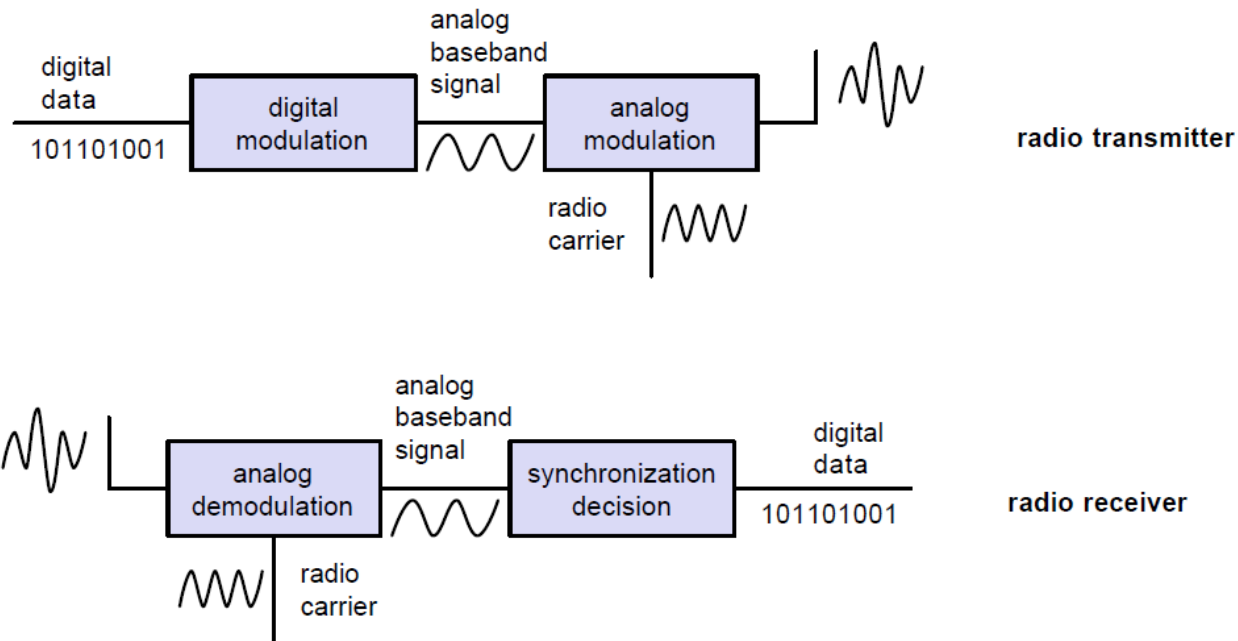 analog
baseband
signal
digital
data
101101001
digital
modulation
analog
modulation
radio transmitter
radio
carrier
analog
baseband
signal
digital
data
analog
demodulation
synchronization
decision
101101001
radio receiver
radio
carrier